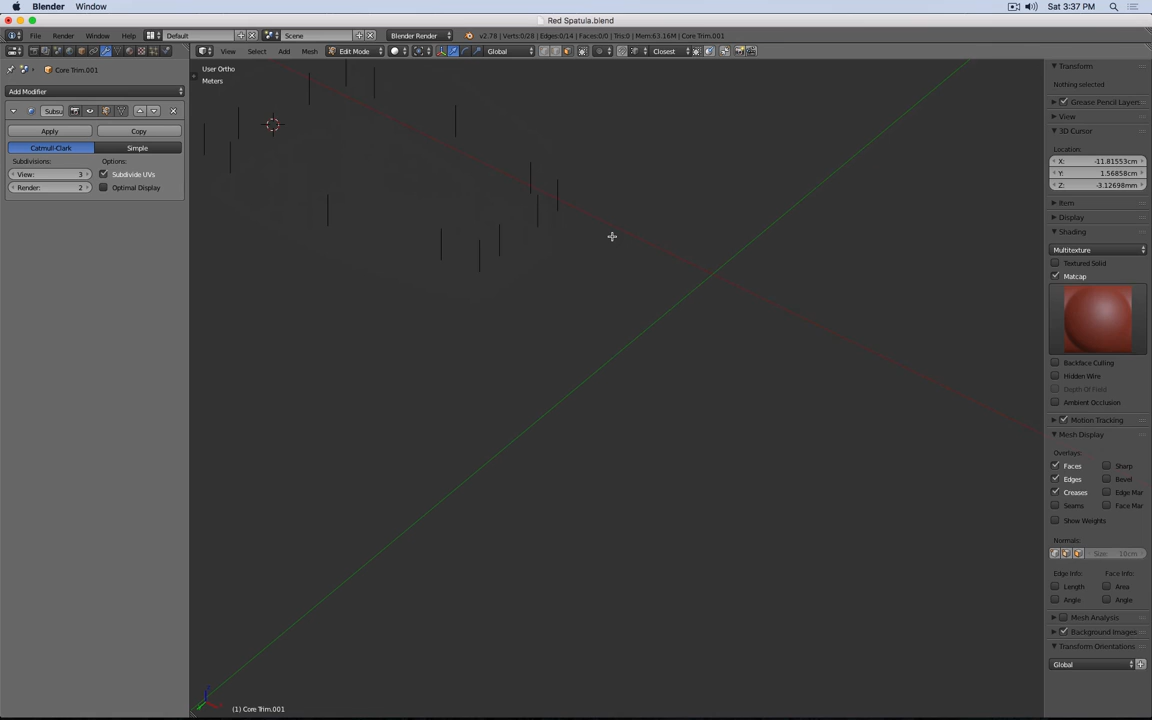 Blender Window Sat 3:37 PM
Red Spatula.blend
File Render Window Help Default Scene Blender Render v2.78 | Verts:0/28 | Edges:0/14 | Faces:0/0 | Tris:0 | Mem:63.16M | Core Trim.001
View Select Add Mesh Edit Mode Global Closest
Core Trim.001
Add Modifier
Subsu
Apply Copy
Catmull-Clark Simple
Subdivisions: Options:
View: 3 Subdivide UVs
Render: 2 Optimal Display
User Ortho
Meters
(1) Core Trim.001
Transform
Nothing selected
Grease Pencil Layers
View
3D Cursor
Location:
X: -11.81553cm
Y: 1.56858cm
Z: -3.12698mm
Item
Display
Shading
Multitexture
Textured Solid
Matcap
Backface Culling
Hidden Wire
Depth Of Field
Ambient Occlusion
Motion Tracking
Mesh Display
Overlays:
Faces Sharp
Edges Bevel
Creases Edge Mar
Seams Face Mar
Show Weights
Normals:
Size: 10cm
Edge Info: Face Info:
Length Area
Angle Angle
Mesh Analysis
Background Images
Transform Orientations
Global